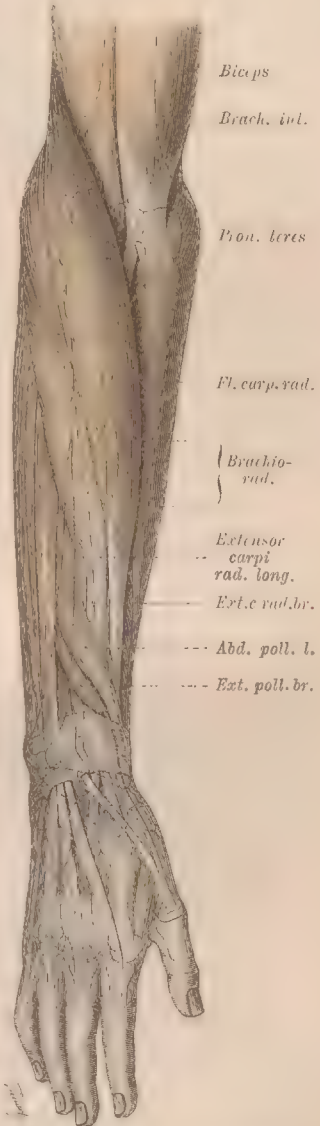 Biceps
Brach. int.
Pron. teres
Fl. carp. rad.
Brachio-
rad.
Extensor
carpi
rad. long.
Ext. c rad. br.
Abd. poll. l.
Ext. poll. br.